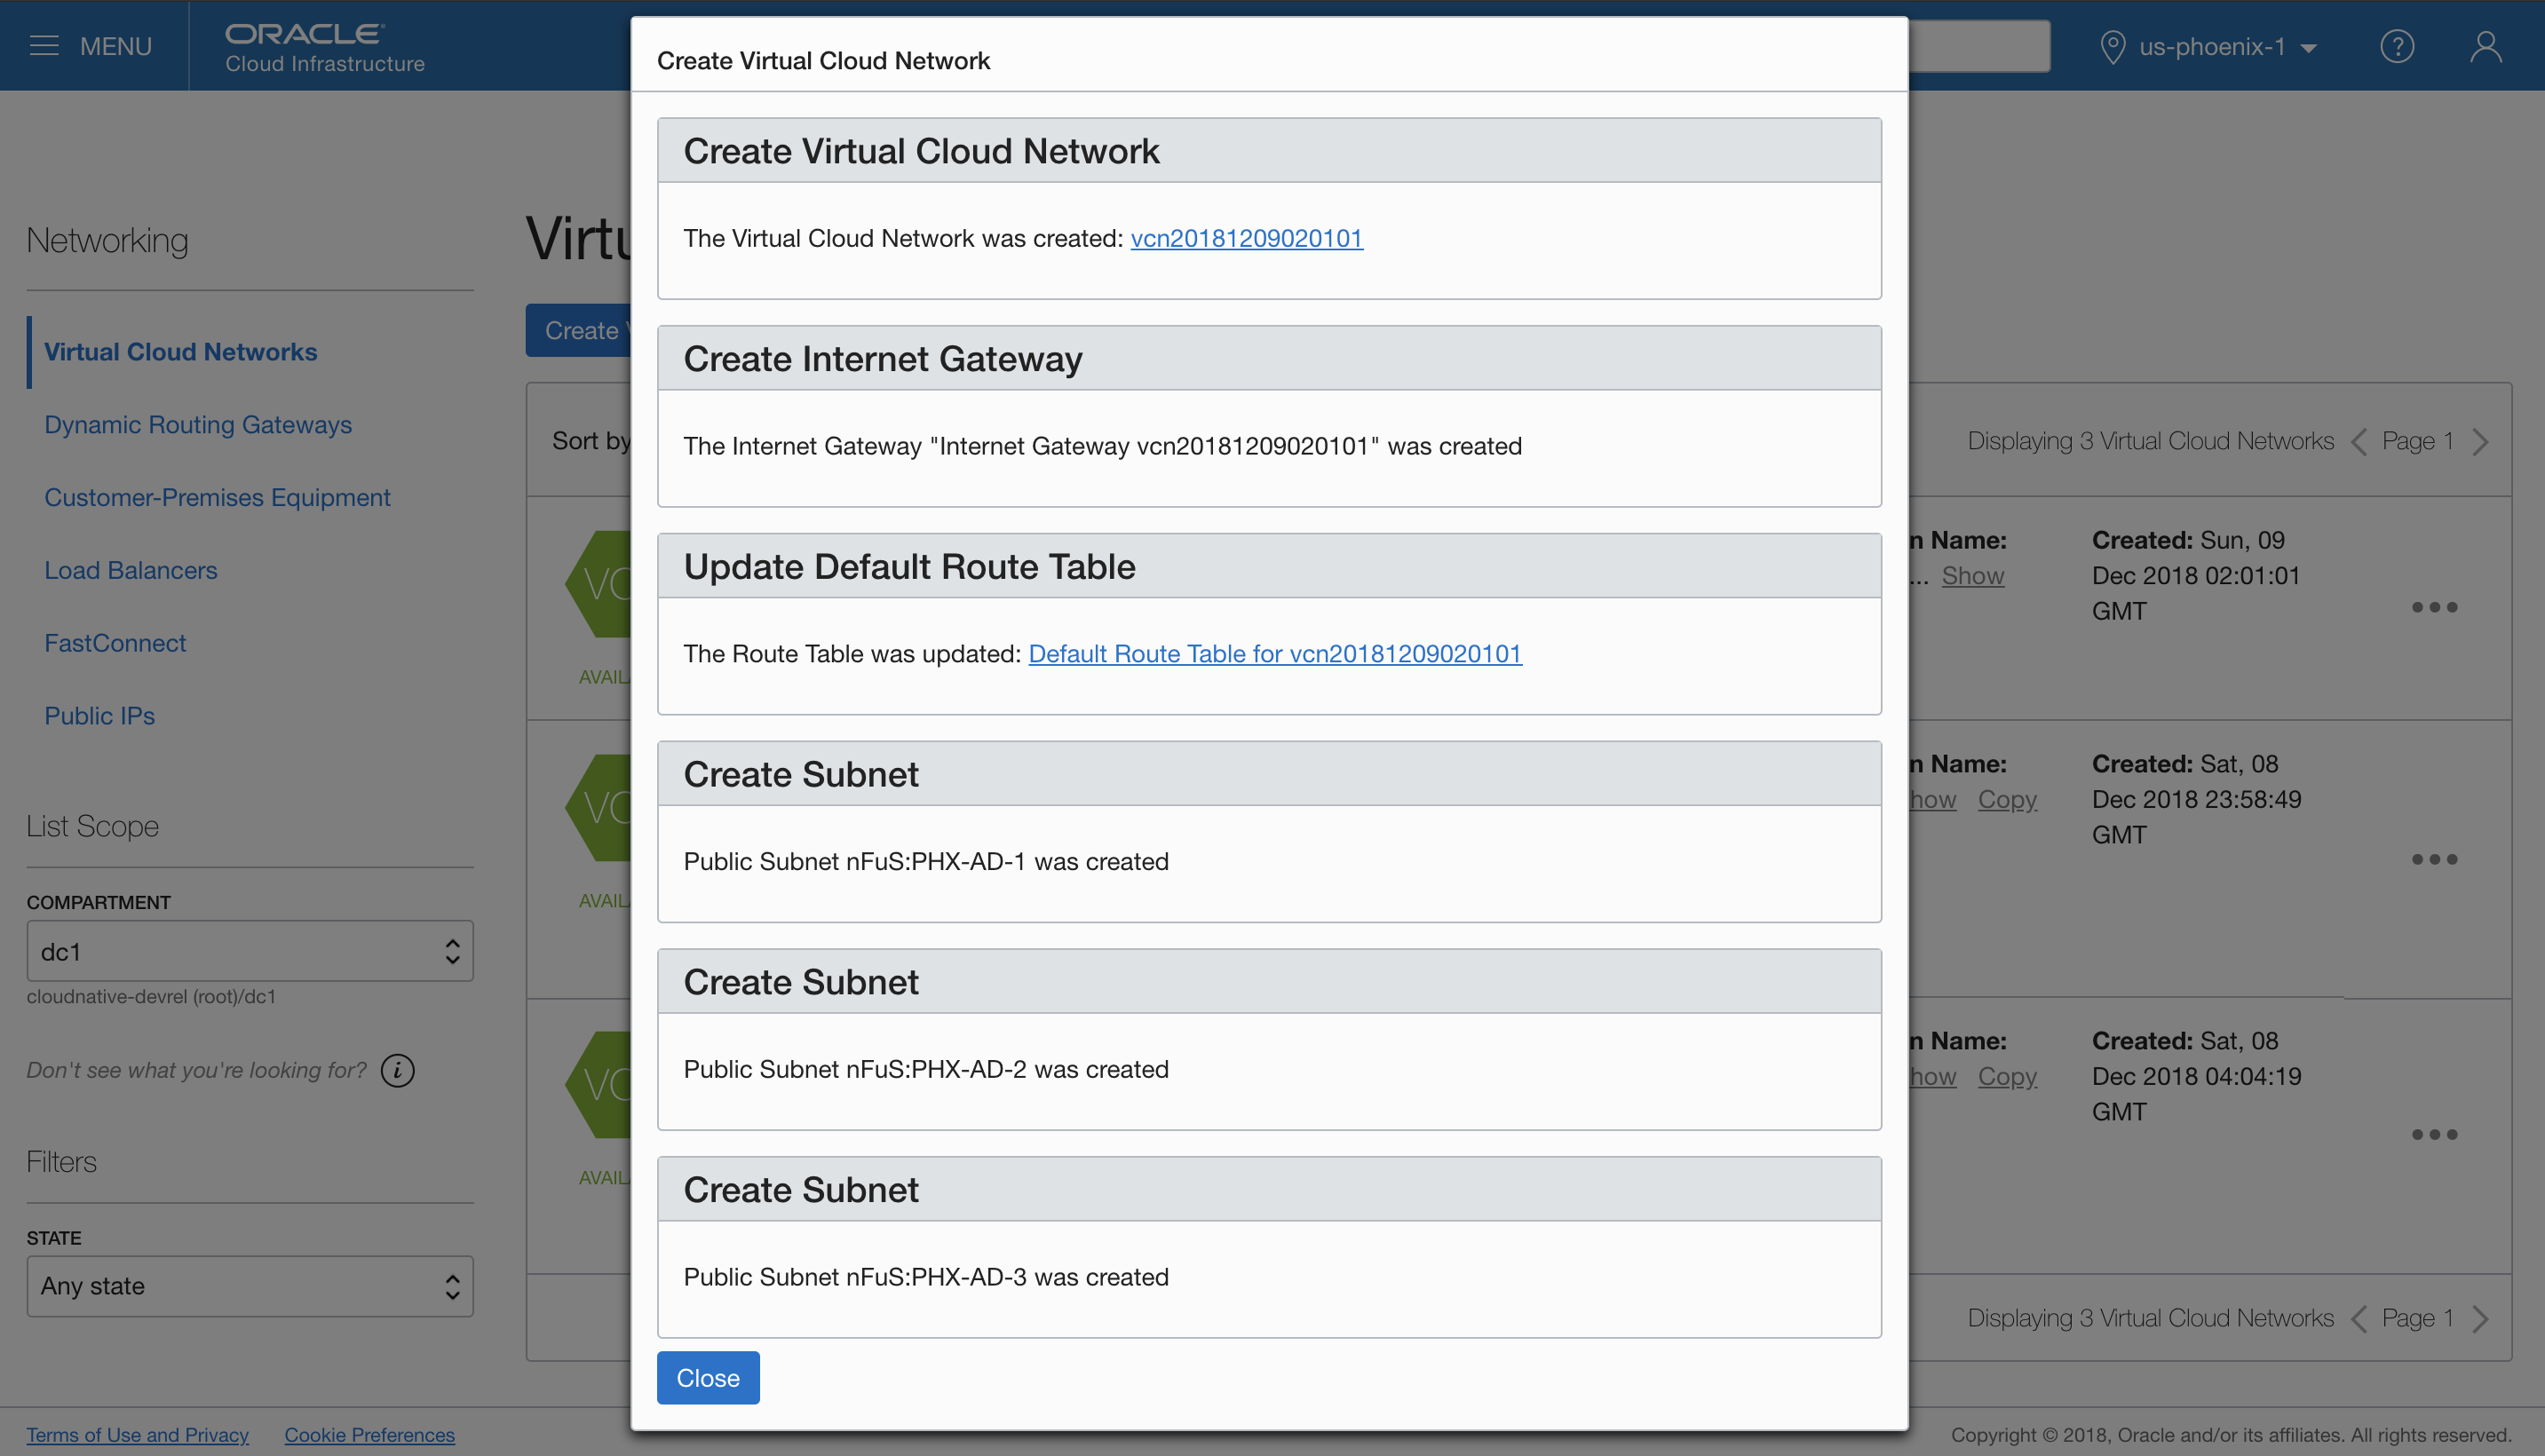 MENU
ORACLE
Cloud Infrastructure
us-phoenix-1
Networking
Virtual Cloud Networks
Dynamic Routing Gateways
Customer-Premises Equipment
Load Balancers
FastConnect
Public IPs
List Scope
COMPARTMENT
dc1
cloudnative-devrel (root)/dc1
Don't see what you're looking for?
Filters
STATE
Any state
Create
Sort by
Create Virtual Cloud Network
Create Virtual Cloud Network
The Virtual Cloud Network was created: vcn20181209020101
Create Internet Gateway
The Internet Gateway "Internet Gateway vcn20181209020101" was created
Update Default Route Table
The Route Table was updated: Default Route Table for vcn20181209020101
Create Subnet
Public Subnet nFuS:PHX-AD-1 was created
Create Subnet
Public Subnet nFuS:PHX-AD-2 was created
Create Subnet
Public Subnet nFuS:PHX-AD-3 was created
Close
Displaying 3 Virtual Cloud Networks Page 1
n Name:
... Show
Created: Sun, 09
Dec 2018 02:01:01
GMT
n Name:
how Copy
Created: Sat, 08
Dec 2018 23:58:49
GMT
n Name:
how Copy
Created: Sat, 08
Dec 2018 04:04:19
GMT
Displaying 3 Virtual Cloud Networks Page 1
Terms of Use and Privacy Cookie Preferences
Copyright © 2018, Oracle and/or its affiliates. All rights reserved.